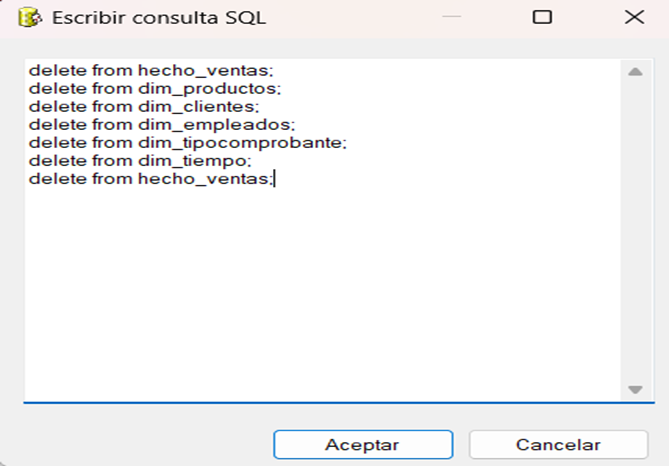 Escribir consulta SQL
delete from hecho_ventas;
delete from dim_productos;
delete from dim_clientes;
delete from dim_empleados;
delete from dim_tipocomprobante;
delete from dim_tiempo;
delete from hecho_ventas;
Aceptar
Cancelar